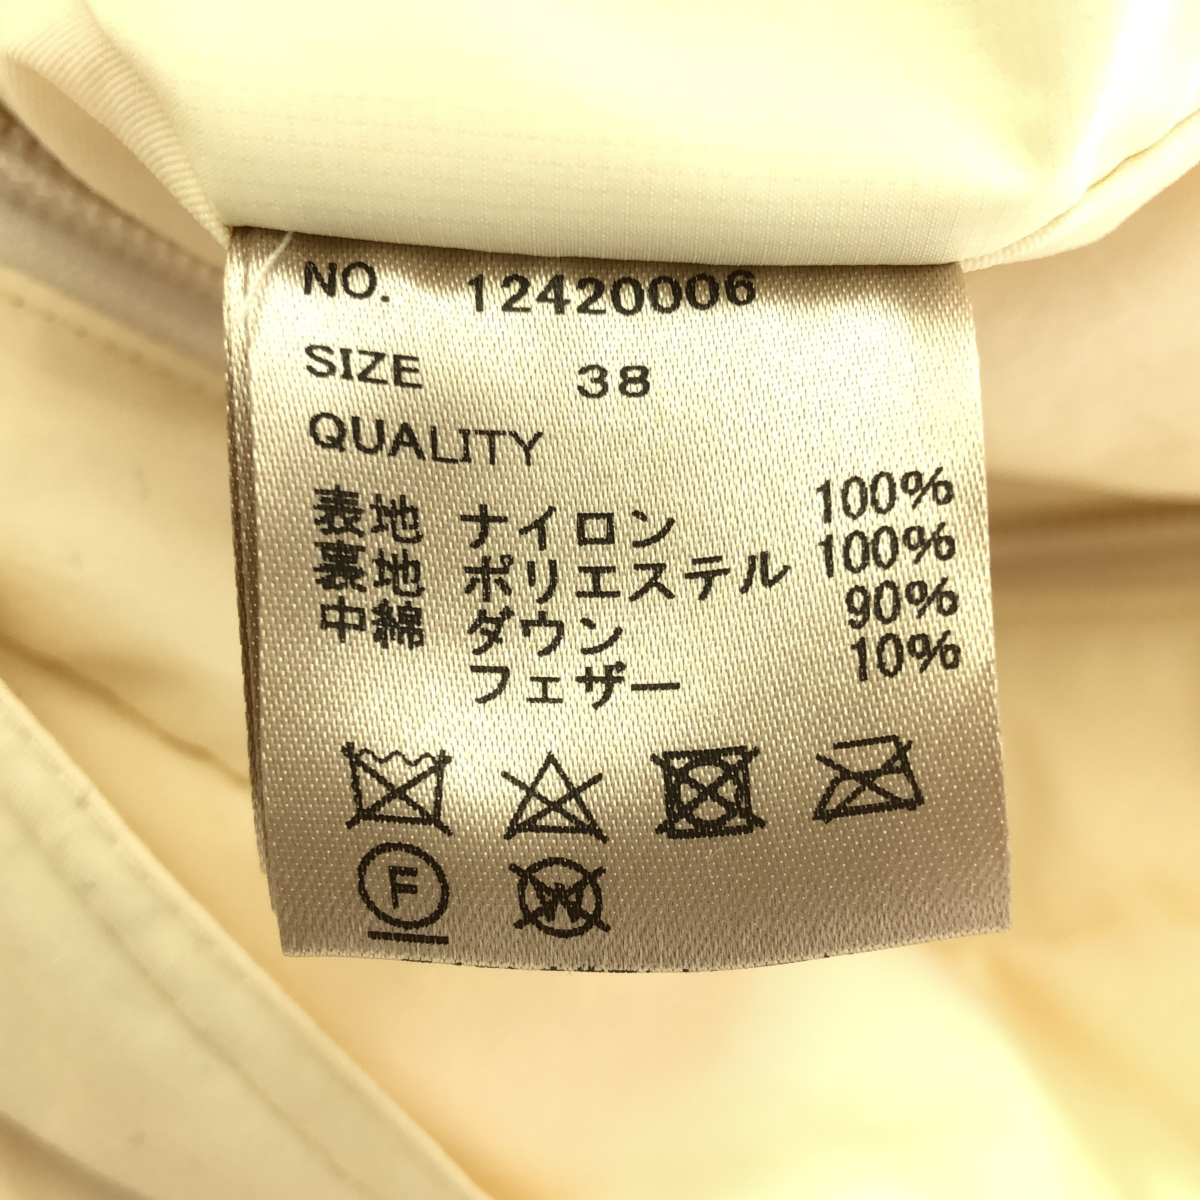 NO. 12420006
SIZE 38
QUALITY
表地 ナイロン 100%
裏地 ポリエステル 100%
中綿 ダウン 90%
フェザー 10%
F W